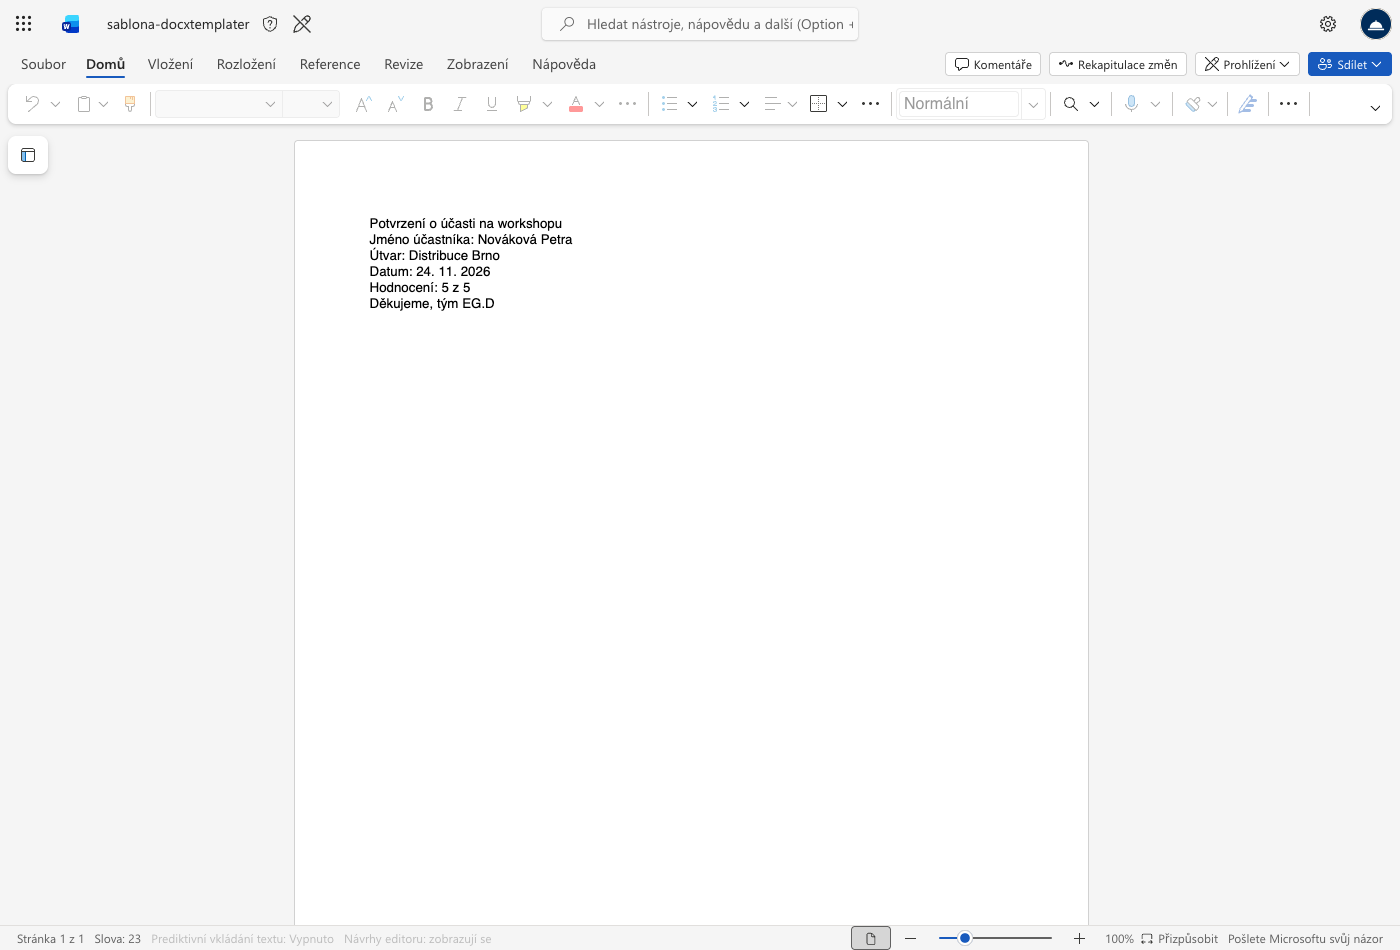 sablona-docxtemplater
Hledat nástroje, nápovědu a další (Option +
Soubor Domů Vložení Rozložení Reference Revize Zobrazení Nápověda
Komentáře Rekapitulace změn Prohlížení Sdílet
Normální
Potvrzení o účasti na workshopu
Jméno účastníka: Nováková Petra
Útvar: Distribuce Brno
Datum: 24. 11. 2026
Hodnocení: 5 z 5
Děkujeme, tým EG.D
Stránka 1 z 1 Slova: 23 Prediktivní vkládání textu: Vypnuto Návrhy editoru: zobrazují se 100% Přizpůsobit Pošlete Microsoftu svůj názor